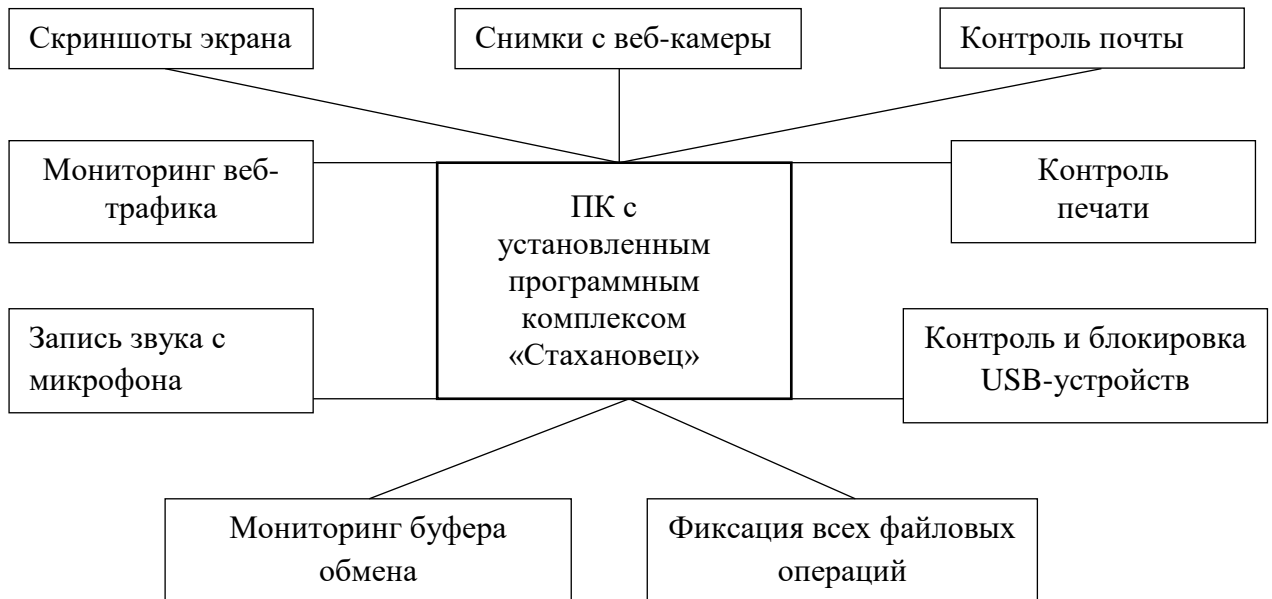 Скриншоты экрана
Снимки с веб-камеры
Контроль почты
Мониторинг веб-
трафика
ПК с
установленным
программным
комплексом
«Стахановец»
Контроль
печати
Запись звука с
микрофона
Контроль и блокировка
USB-устройств
Мониторинг буфера
обмена
Фиксация всех файловых
операций